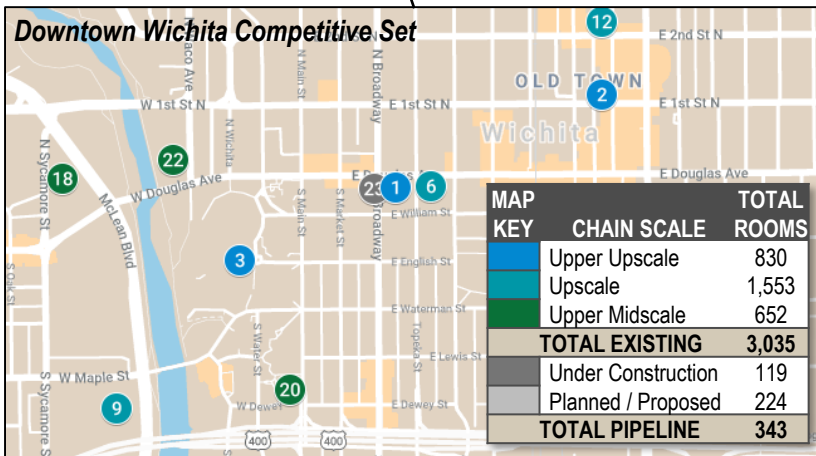 Downtown Wichita Competitive Set
12
E 2nd St N
N Main St
N Broadway
OLD TOWN
2
W 1st St N
E 1st St N
E 1st St N
Wichita
N Wichita
N Sycamore St
18
22
E Douglas Ave
W Douglas Ave
23
1
6
McLean Blvd
S Main St
S Market St
Broadway
E William St
3
E English St
S Oak St
E Waterman St
S Water St
Topeka St
E Lewis St
W Maple St
S Sycamore St
9
20
W Dewey
E Dewey St
400
400
MAP KEY CHAIN SCALE TOTAL ROOMS
Upper Upscale 830
Upscale 1,553
Upper Midscale 652
TOTAL EXISTING 3,035
Under Construction 119
Planned / Proposed 224
TOTAL PIPELINE 343